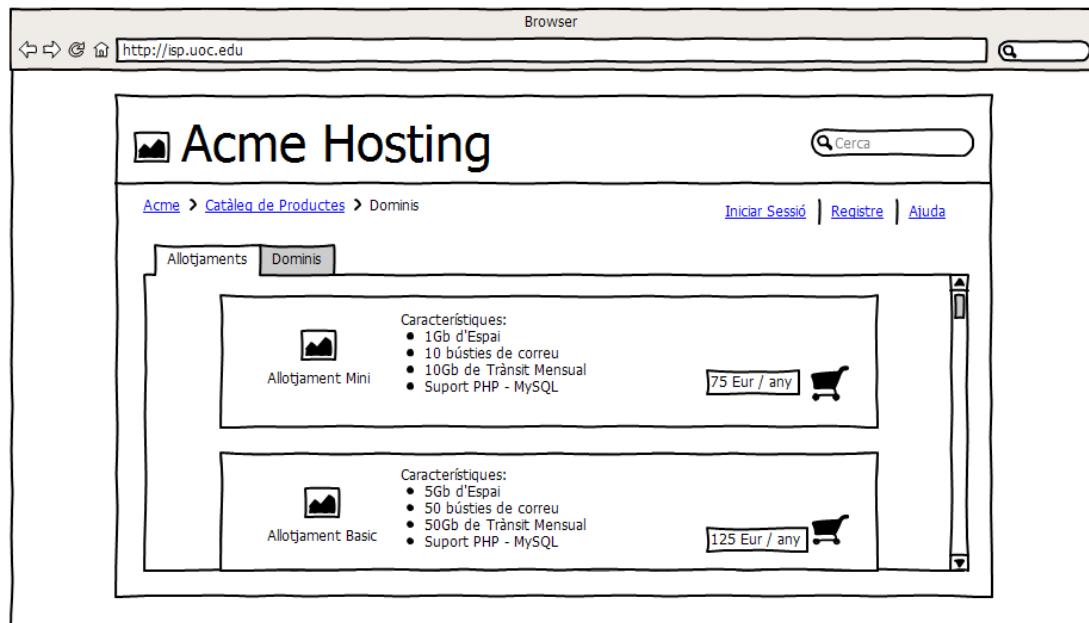 Browser
http://isp.uoc.edu
Acme Hosting
Cerca
Acme > Catàleg de Productes > Dominis
Iniciar Sessió | Registre | Ajuda
Allotjaments Dominis
Característiques:
• 1Gb d'Espai
• 10 bústies de correu
• 10Gb de Trànsit Mensual
• Suport PHP - MySQL
Allotjament Mini
75 Eur / any
Característiques:
• 5Gb d'Espai
• 50 bústies de correu
• 50Gb de Trànsit Mensual
• Suport PHP - MySQL
Allotjament Basic
125 Eur / any